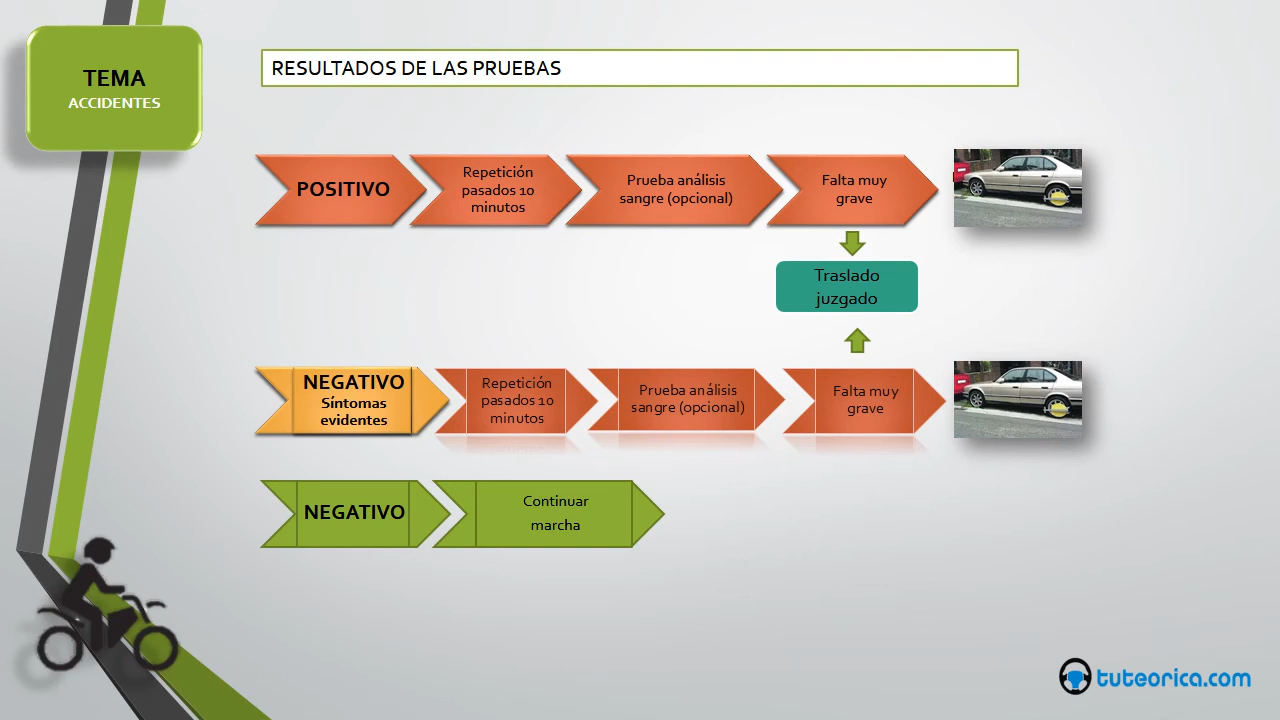 TEMA
ACCIDENTES
RESULTADOS DE LAS PRUEBAS
POSITIVO
Repetición
pasados 10
minutos
Prueba análisis
sangre (opcional)
Falta muy
grave
Traslado
juzgado
NEGATIVO
Síntomas
evidentes
Repetición
pasados 10
minutos
Prueba análisis
sangre (opcional)
Falta muy
grave
NEGATIVO
Continuar
marcha
tuteorica.com